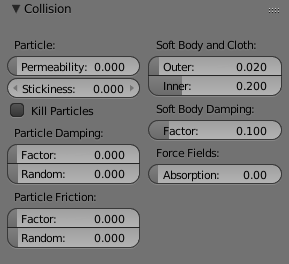 Collision
Particle:
Permeability: 0.000
Stickiness: 0.000
Kill Particles
Particle Damping:
Factor: 0.000
Random: 0.000
Particle Friction:
Factor: 0.000
Random: 0.000
Soft Body and Cloth:
Outer: 0.020
Inner: 0.200
Soft Body Damping:
Factor: 0.100
Force Fields:
Absorption: 0.00